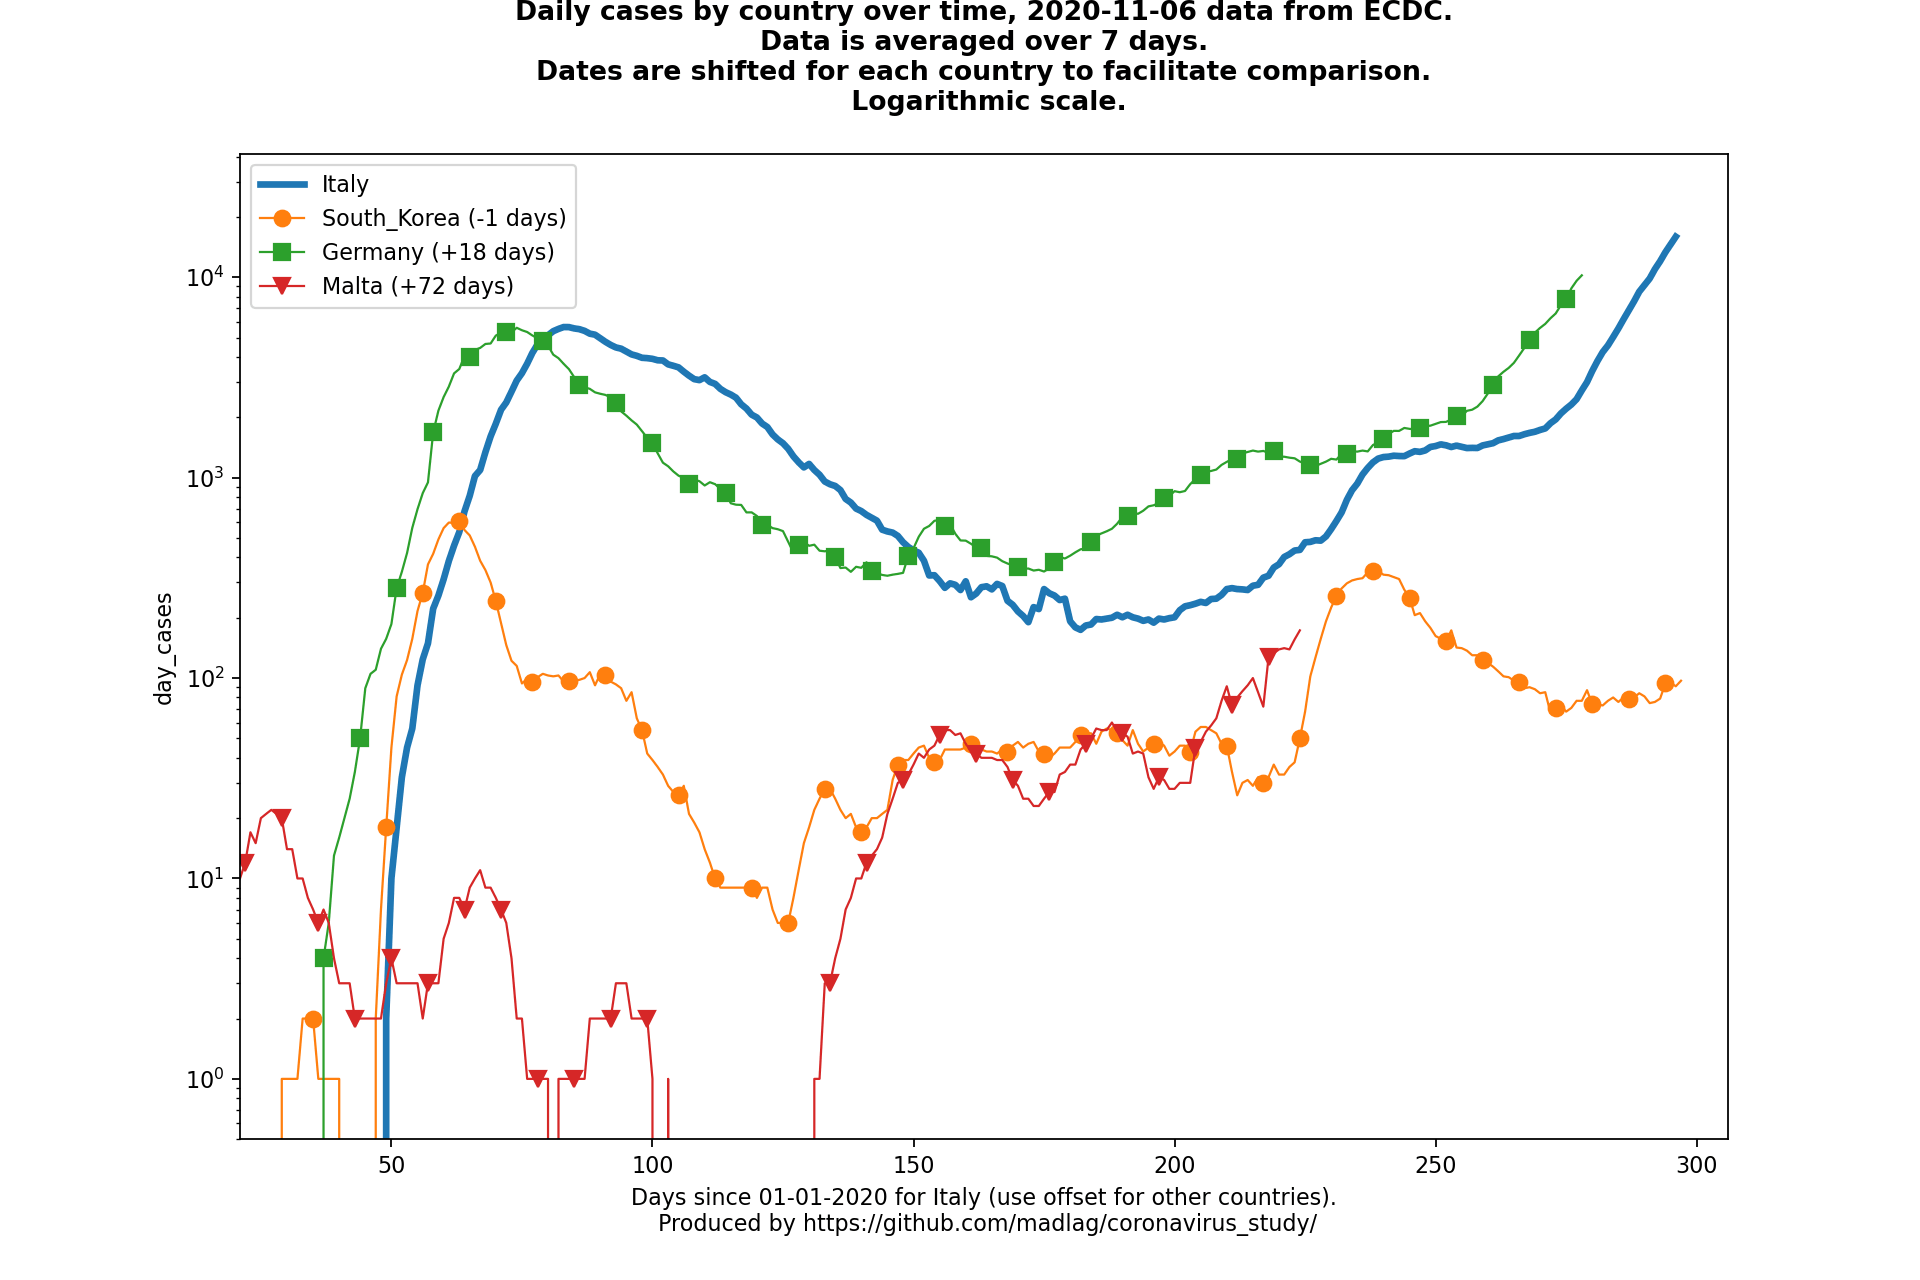 Daily cases by country over time, 2020-11-06 data from ECDC.
Data is averaged over 7 days.
Dates are shifted for each country to facilitate comparison.
Logarithmic scale.
Italy
South_Korea (-1 days)
Germany (+18 days)
Malta (+72 days)
10⁴
10³
10²
10¹
10⁰
day_cases
50
100
150
200
250
300
Days since 01-01-2020 for Italy (use offset for other countries).
Produced by https://github.com/madlag/coronavirus_study/